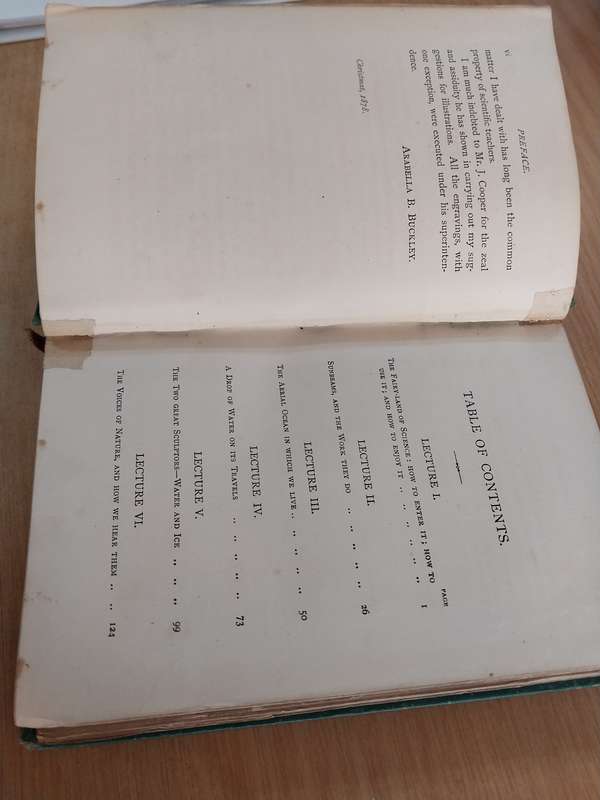 vi
PREFACE.
matter I have dealt with has long been the common
property of scientific teachers.
I am much indebted to Mr. J. Cooper for the zeal
and assiduity he has shown in carrying out my sug-
gestions for illustrations. All the engravings, with
one exception, were executed under his superinten-
dence.
ARABELLA B. BUCKLEY.
Christmas, 1878.
TABLE OF CONTENTS.
LECTURE I.
PAGE
THE FAIRY-LAND OF SCIENCE: HOW TO ENTER IT; HOW TO
USE IT; AND HOW TO ENJOY IT .. .. .. .. .. .. 1
LECTURE II.
SUNBEAMS, AND THE WORK THEY DO .. .. .. .. .. 26
LECTURE III.
THE AERIAL OCEAN IN WHICH WE LIVE .. .. .. .. .. 50
LECTURE IV.
A DROP OF WATER ON ITS TRAVELS .. .. .. .. .. 73
LECTURE V.
THE TWO GREAT SCULPTORS—WATER AND ICE .. .. .. 99
LECTURE VI.
THE VOICES OF NATURE, AND HOW WE HEAR THEM .. .. 124